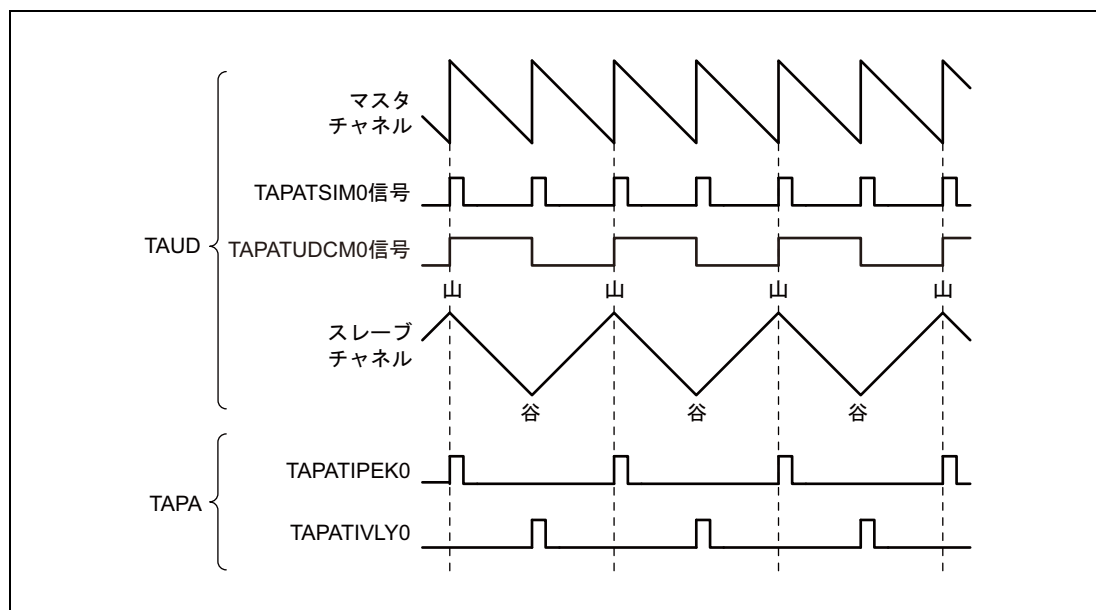 マスタ
チャネル
TAPATSIM0信号
TAUD
TAPATUDCM0信号
山 山 山 山
スレーブ
チャネル
谷 谷 谷
TAPATIPEK0
TAPA
TAPATIVLY0